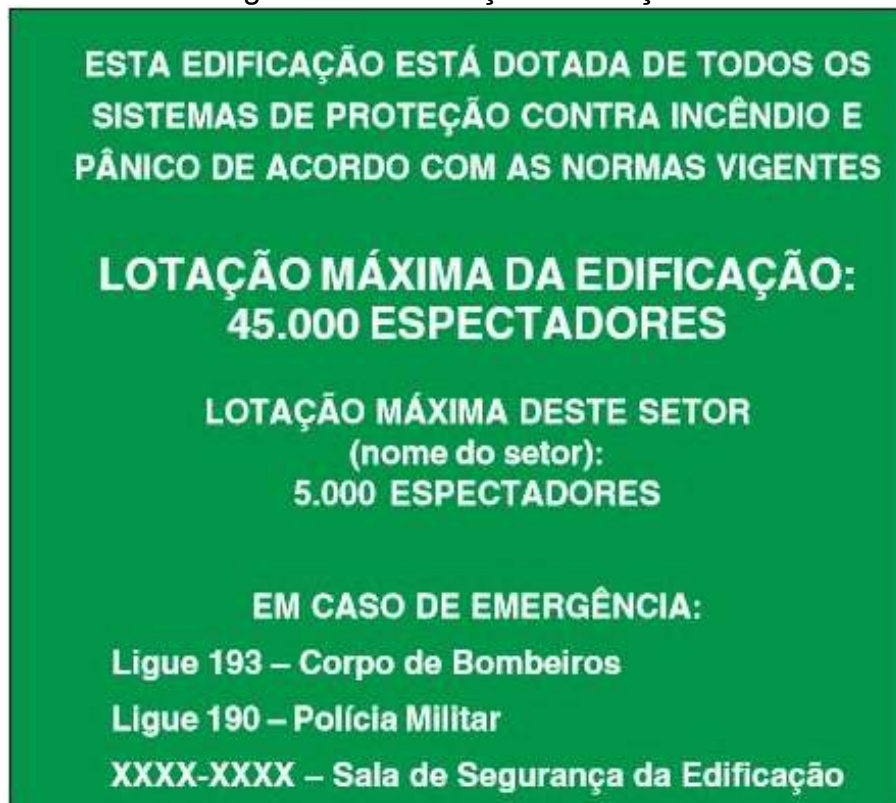 ESTA EDIFICAÇÃO ESTÁ DOTADA DE TODOS OS
SISTEMAS DE PROTEÇÃO CONTRA INCÊNDIO E
PÂNICO DE ACORDO COM AS NORMAS VIGENTES
LOTAÇÃO MÁXIMA DA EDIFICAÇÃO:
45.000 ESPECTADORES
LOTAÇÃO MÁXIMA DESTE SETOR
(nome do setor):
5.000 ESPECTADORES
EM CASO DE EMERGÊNCIA:
Ligue 193 – Corpo de Bombeiros
Ligue 190 – Polícia Militar
XXXX-XXXX – Sala de Segurança da Edificação